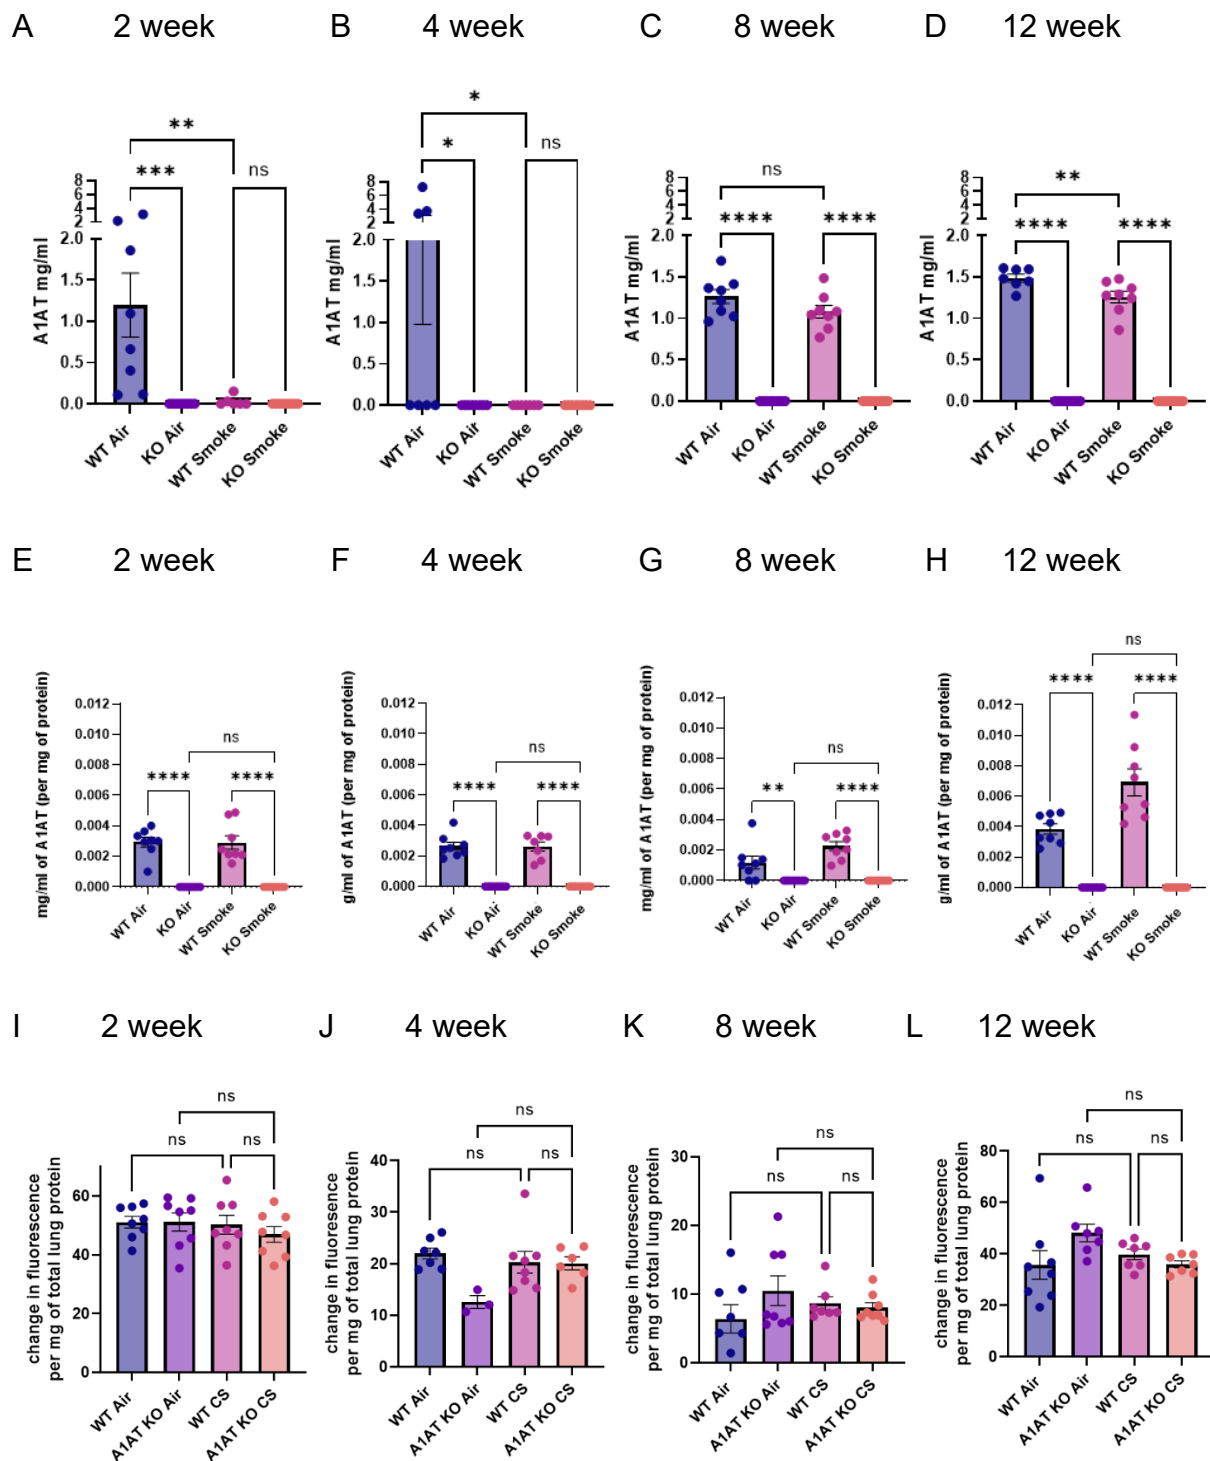 A 2 week B 4 week C 8 week D 12 week
A1AT mg/ml
8
6
4
2
2.0
1.5
1.0
0.5
0.0
**
***
ns
WT Air
KO Air
WT Smoke
KO Smoke
A1AT mg/ml
8
6
4
2
2.0
1.5
1.0
0.5
0.0
*
*
ns
WT Air
KO Air
WT Smoke
KO Smoke
A1AT mg/ml
8
6
4
2
2.0
1.5
1.0
0.5
0.0
ns
**** ****
WT Air
KO Air
WT Smoke
KO Smoke
A1AT mg/ml
8
6
4
2
2.0
1.5
1.0
0.5
0.0
**
**** ****
WT Air
KO Air
WT Smoke
KO Smoke
E 2 week F 4 week G 8 week H 12 week
mg/ml of A1AT (per mg of protein)
0.012
0.010
0.008
0.006
0.004
0.002
0.000
ns
**** ****
WT Air
KO Air
WT Smoke
KO Smoke
g/ml of A1AT (per mg of protein)
0.012
0.010
0.008
0.006
0.004
0.002
0.000
ns
**** ****
WT Air
KO Air
WT Smoke
KO Smoke
mg/ml of A1AT (per mg of protein)
0.012
0.010
0.008
0.006
0.004
0.002
0.000
ns
** ****
WT Air
KO Air
WT Smoke
KO Smoke
g/ml of A1AT (per mg of protein)
0.012
0.010
0.008
0.006
0.004
0.002
0.000
ns
**** ****
WT Air
KO Air
WT Smoke
KO Smoke
I 2 week J 4 week K 8 week L 12 week
change in fluorescence
per mg of total lung protein
60
40
20
0
ns
ns ns
WT Air
A1AT KO Air
WT CS
A1AT KO CS
change in fluoresence
per mg of total lung protein
40
30
20
10
0
ns
ns ns
WT Air
A1AT KO Air
WT CS
A1AT KO CS
change in fluorescence
per mg of total lung protein
30
20
10
0
ns
ns ns
WT Air
A1AT KO Air
WT CS
A1AT KO CS
change in fluorescence
per mg of total lung protein
80
60
40
20
0
ns
ns ns
WT Air
A1AT KO Air
WT CS
A1AT KO CS